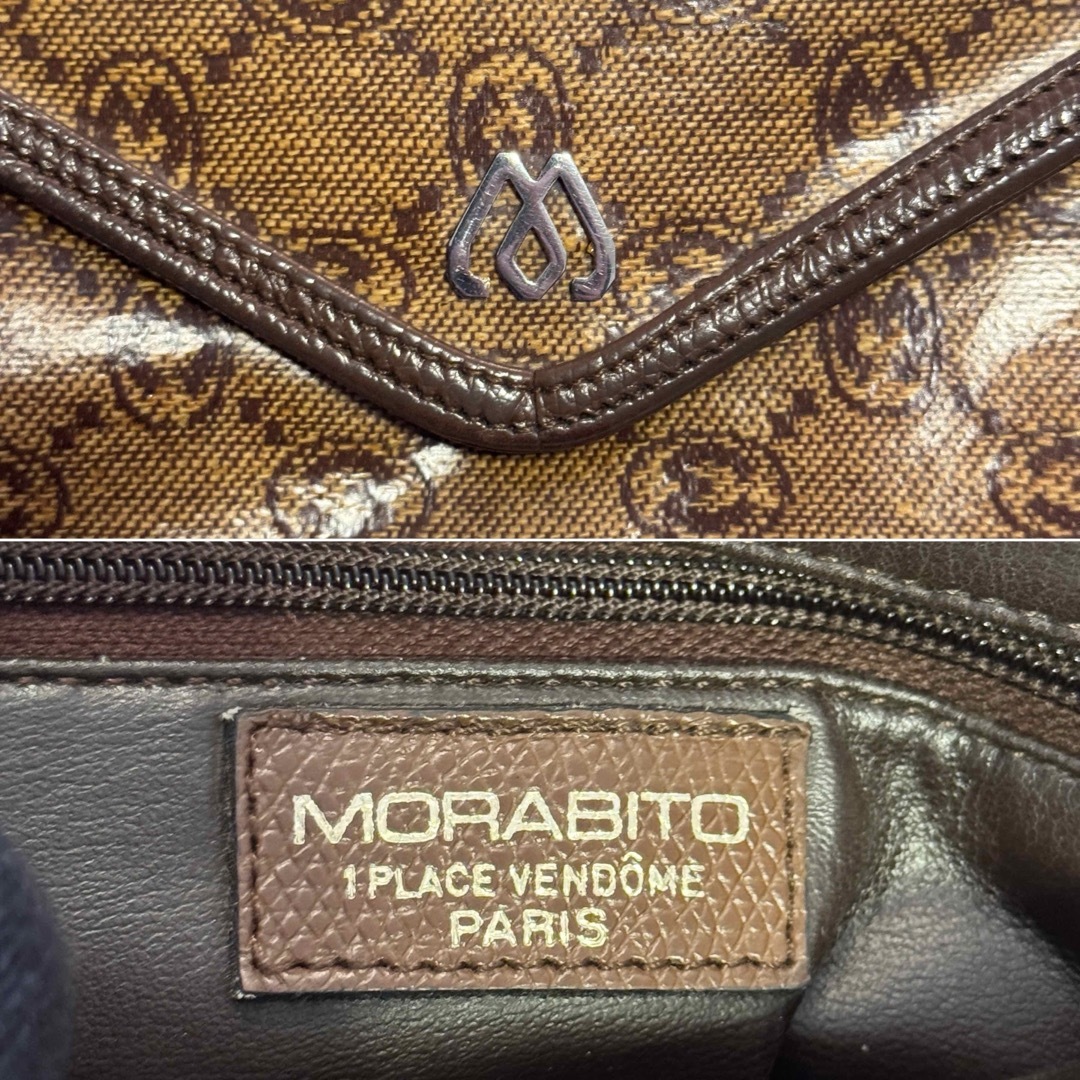 MORABITO
1 PLACE VENDÔME
PARIS